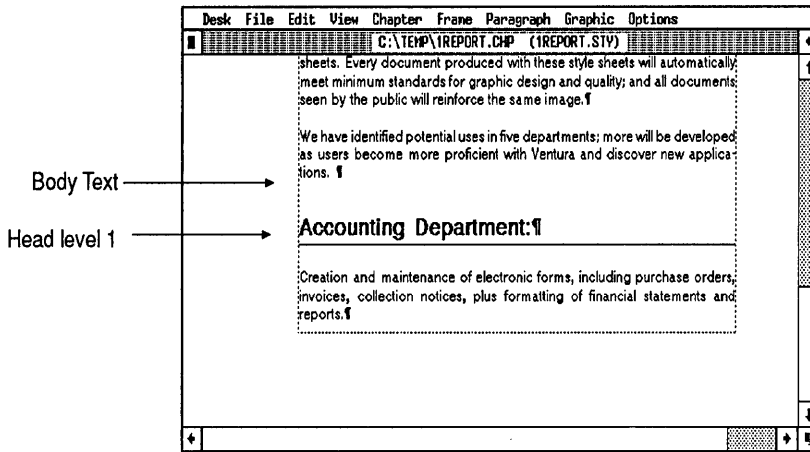 Desk File Edit View Chapter Frame Paragraph Graphic Options
C:\TEMP\1REPORT.CHP (1REPORT.STY)
sheets. Every document produced with these style sheets will automatically
meet minimum standards for graphic design and quality; and all documents
seen by the public will reinforce the same image.¶
We have identified potential uses in five departments; more will be developed
as users become more proficient with Ventura and discover new applica-
tions. ¶
Body Text
Accounting Department:¶
Head level 1
Creation and maintenance of electronic forms, including purchase orders,
invoices, collection notices, plus formatting of financial statements and
reports.¶